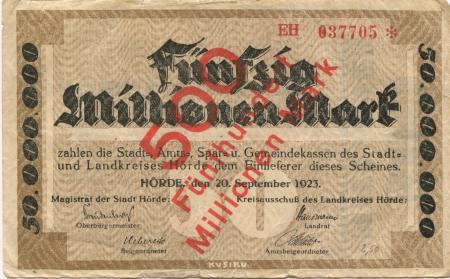 EH 037705 *
Fünfzig
Millionen Mark
500
Fünfhundert
Millionen Mark
50.000.000
50.000.000
zahlen die Stadt-, Amts-, Spar- u. Gemeindekassen des Stadt-
und Landkreises Hörde dem Einlieferer dieses Scheines.
HÖRDE, den 20. September 1923.
Magistrat der Stadt Hörde: Kreisausschuß des Landkreises Hörde:
Oberbürgermeister Landrat
Beigeordneter Amtsbeigeordneter
KUSIKU